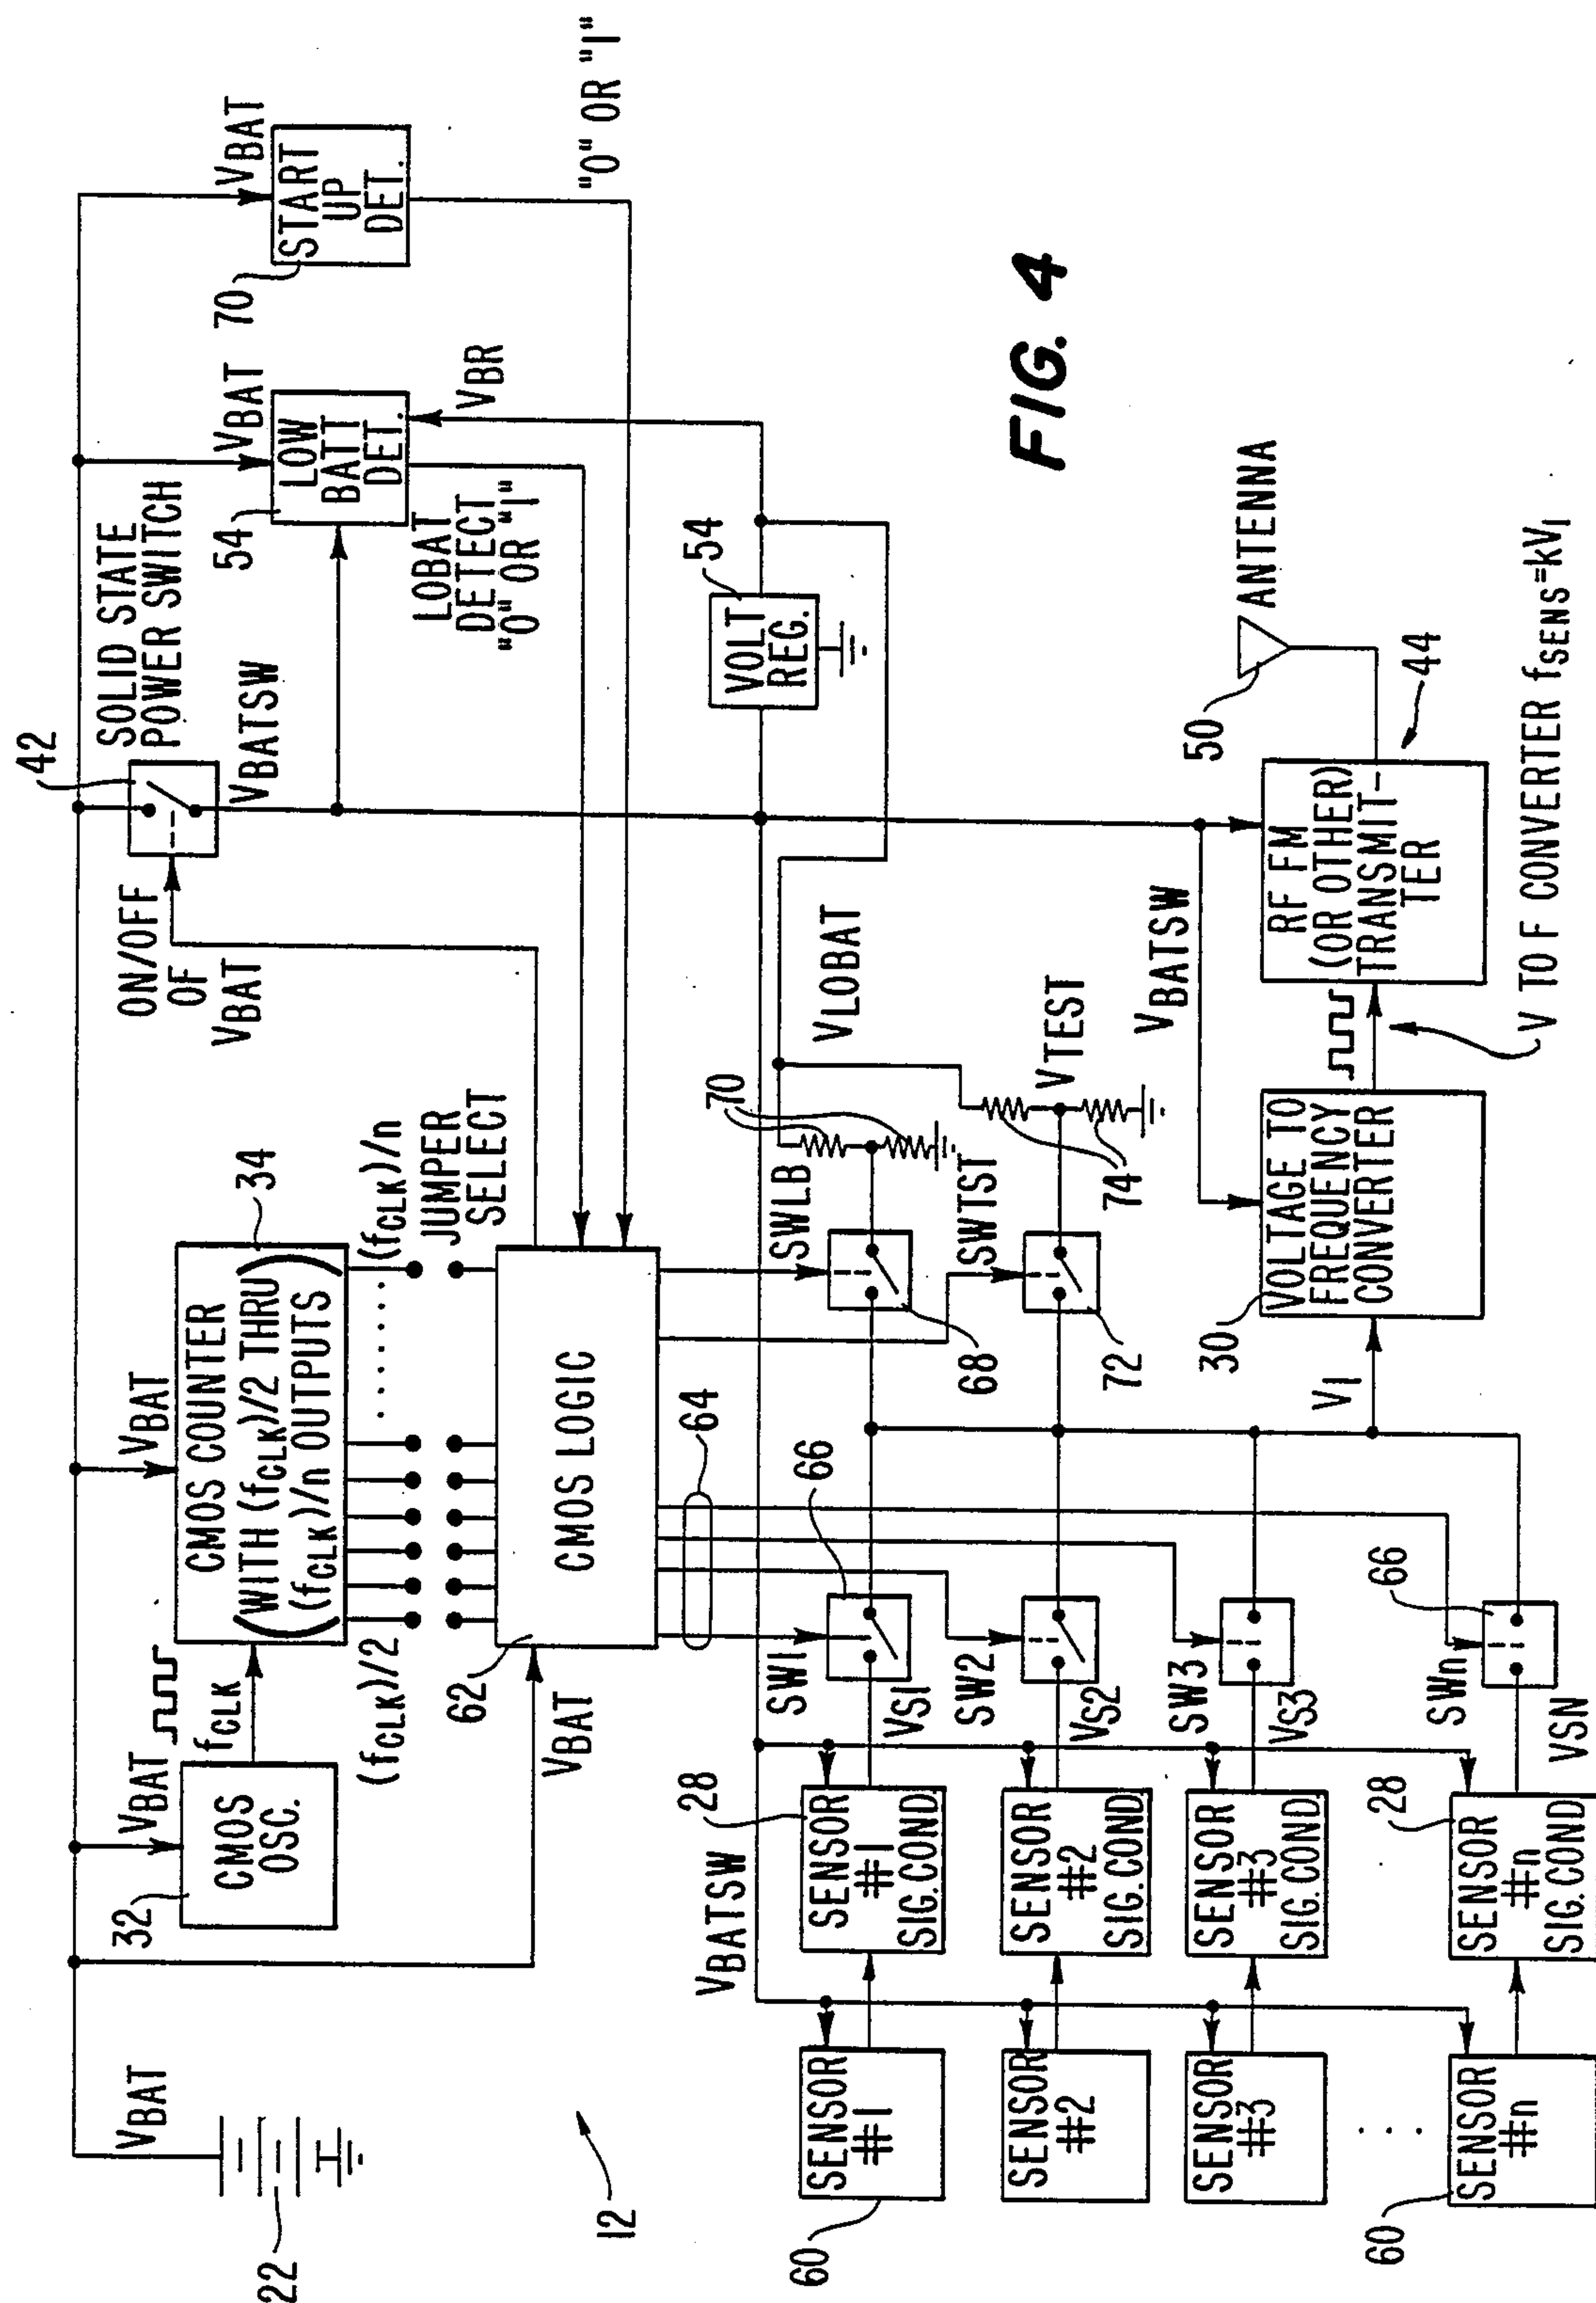 22
VBAT
12
32
CMOS
OSC.
VBAT
fCLK
VBAT
CMOS COUNTER
(WITH (fCLK)/2 THRU
(fCLK)/n OUTPUTS)
34
(fCLK)/2
(fCLK)/n
JUMPER
SELECT
62
VBAT
CMOS LOGIC
64
ON/OFF
OF
VBAT
42
SOLID STATE
POWER SWITCH
VBATSW
54
LOW
BATT
DET.
VBAT
VBR
LOBAT
DETECT
"0" OR "1"
70
START
UP
DET.
VBAT
"0" OR "1"
54
VOLT
REG.
VBATSW
60
SENSOR
#1
28
SENSOR
#1
SIG.COND
SW1
VS1
66
SWLB
68
70
VLOBAT
SENSOR
#2
SENSOR
#2
SIG.COND
SW2
VS2
SWTST
72
74
VTEST
SENSOR
#3
SENSOR
#3
SIG.COND.
SW3
VS3
. . .
60
SENSOR
#n
28
SENSOR
#n
SIG.COND
SWn
VSN
66
V1
30
VOLTAGE TO
FREQUENCY
CONVERTER
VBATSW
RF FM
(OR OTHER)
TRANSMIT-
TER
44
50
ANTENNA
V TO F CONVERTER fSENS=KV1
FIG. 4